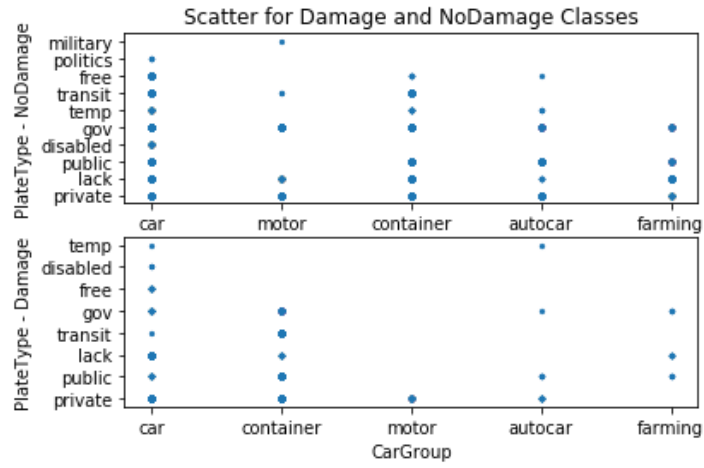 Scatter for Damage and NoDamage Classes
PlateType - NoDamage
military
politics
free
transit
temp
gov
disabled
public
lack
private
car motor container autocar farming
PlateType - Damage
temp
disabled
free
gov
transit
lack
public
private
car container motor autocar farming
CarGroup